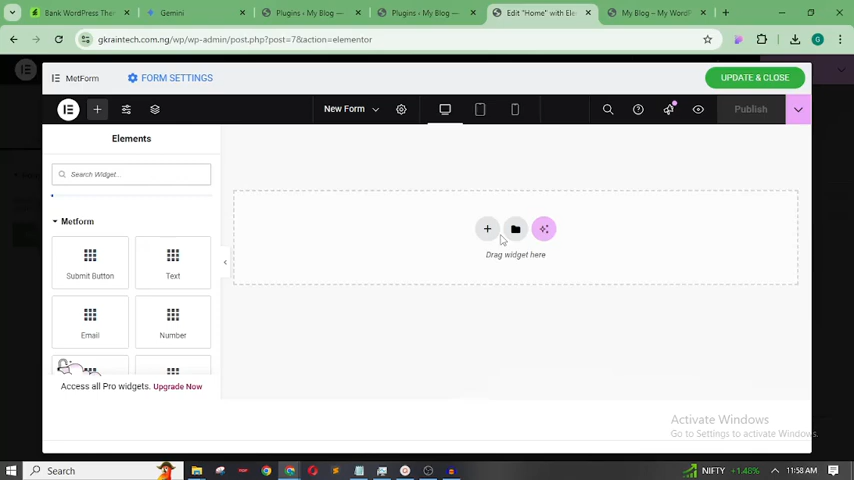 Bank WordPress The
Gemini
Plugins ‹ My Blog —
Plugins ‹ My Blog —
Edit "Home" with Ele
My Blog – My WordP
gkraintech.com.ng/wp/wp-admin/post.php?post=7&action=elementor
G
MetForm
FORM SETTINGS
UPDATE & CLOSE
New Form
Publish
Elements
Search Widget...
Metform
Submit Button
Text
Drag widget here
Email
Number
Access all Pro widgets. Upgrade Now
Activate Windows
Go to Settings to activate Windows.
Search
NIFTY +1.48%
11:58 AM